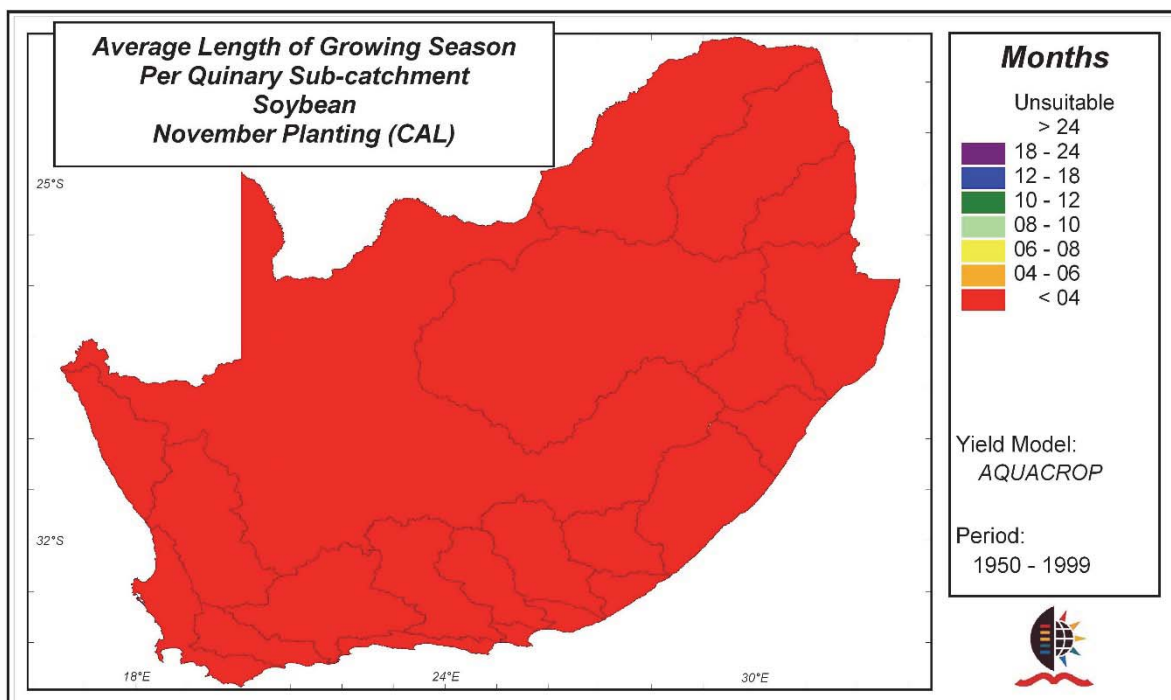 Average Length of Growing Season
Per Quinary Sub-catchment
Soybean
November Planting (CAL)
25°S
32°S
18°E
24°E
30°E
Months
Unsuitable
> 24
18 - 24
12 - 18
10 - 12
08 - 10
06 - 08
04 - 06
< 04
Yield Model:
AQUACROP
Period:
1950 - 1999